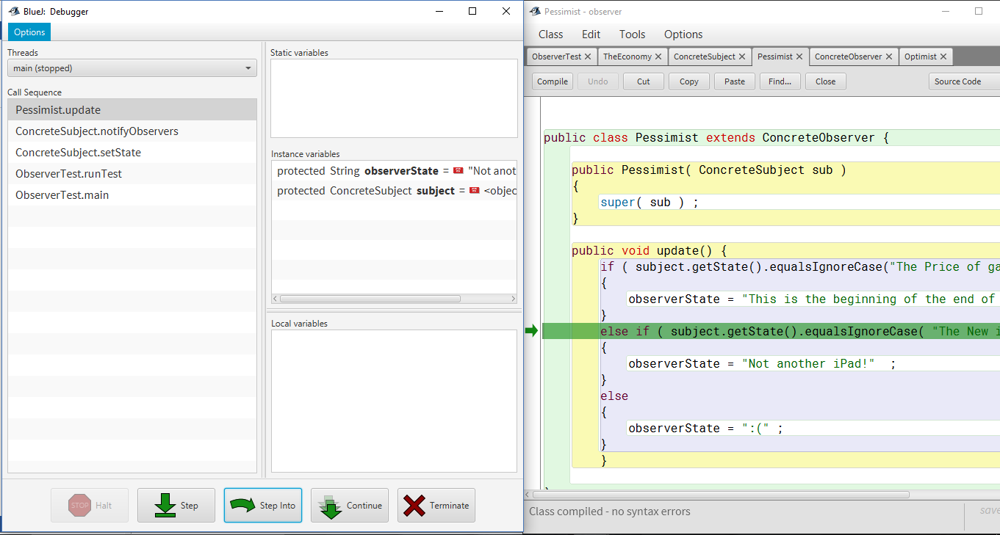 BlueJ: Debugger
Options
Threads
main (stopped)
Call Sequence
Pessimist.update
ConcreteSubject.notifyObservers
ConcreteSubject.setState
ObserverTest.runTest
ObserverTest.main
Static variables
Instance variables
protected String observerState = "Not anot
protected ConcreteSubject subject = <objec
Local variables
STOP Halt
Step
Step Into
Continue
Terminate
Pessimist - observer
Class Edit Tools Options
ObserverTest TheEconomy ConcreteSubject Pessimist ConcreteObserver Optimist
Compile Undo Cut Copy Paste Find... Close Source Code
public class Pessimist extends ConcreteObserver {
public Pessimist( ConcreteSubject sub )
{
super( sub ) ;
}
public void update() {
if ( subject.getState().equalsIgnoreCase("The Price of ga
{
observerState = "This is the beginning of the end of
}
else if ( subject.getState().equalsIgnoreCase( "The New i
{
observerState = "Not another iPad!" ;
}
else
{
observerState = ":(" ;
}
}
Class compiled - no syntax errors
save